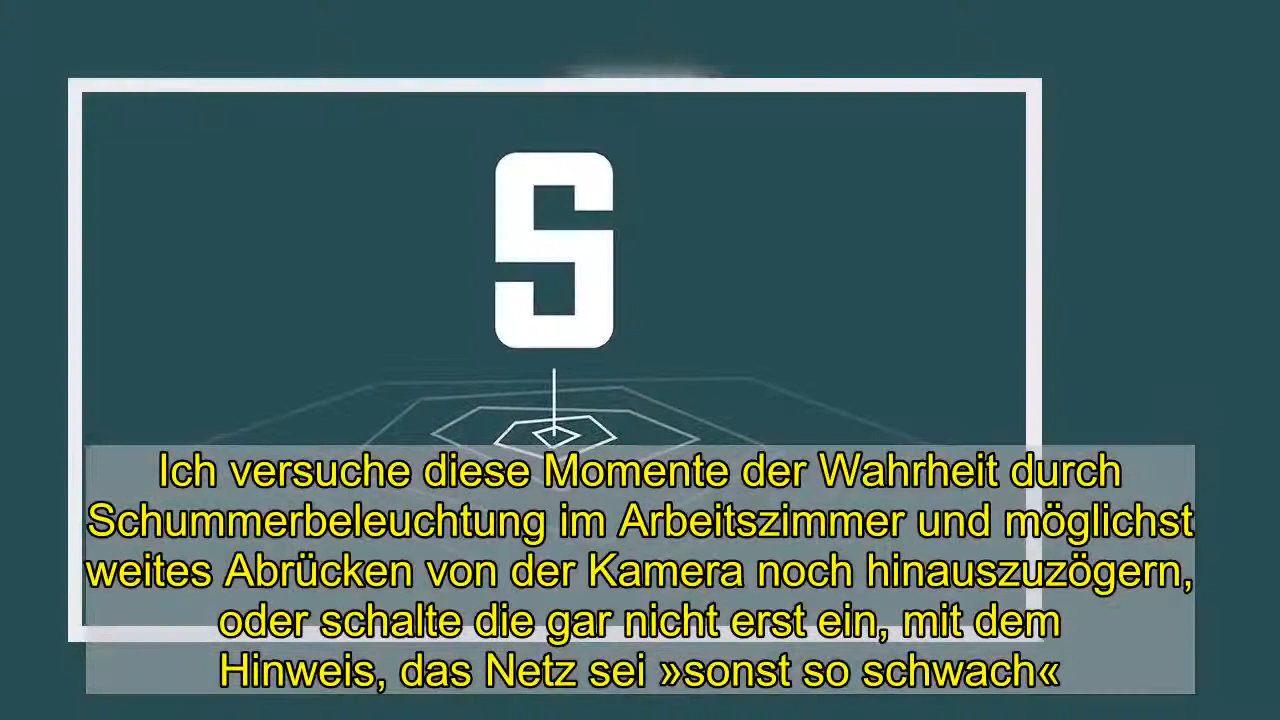 S
Ich versuche diese Momente der Wahrheit durch
Schummerbeleuchtung im Arbeitszimmer und möglichst
weites Abrücken von der Kamera noch hinauszuzögern,
oder schalte die gar nicht erst ein, mit dem
Hinweis, das Netz sei »sonst so schwach«